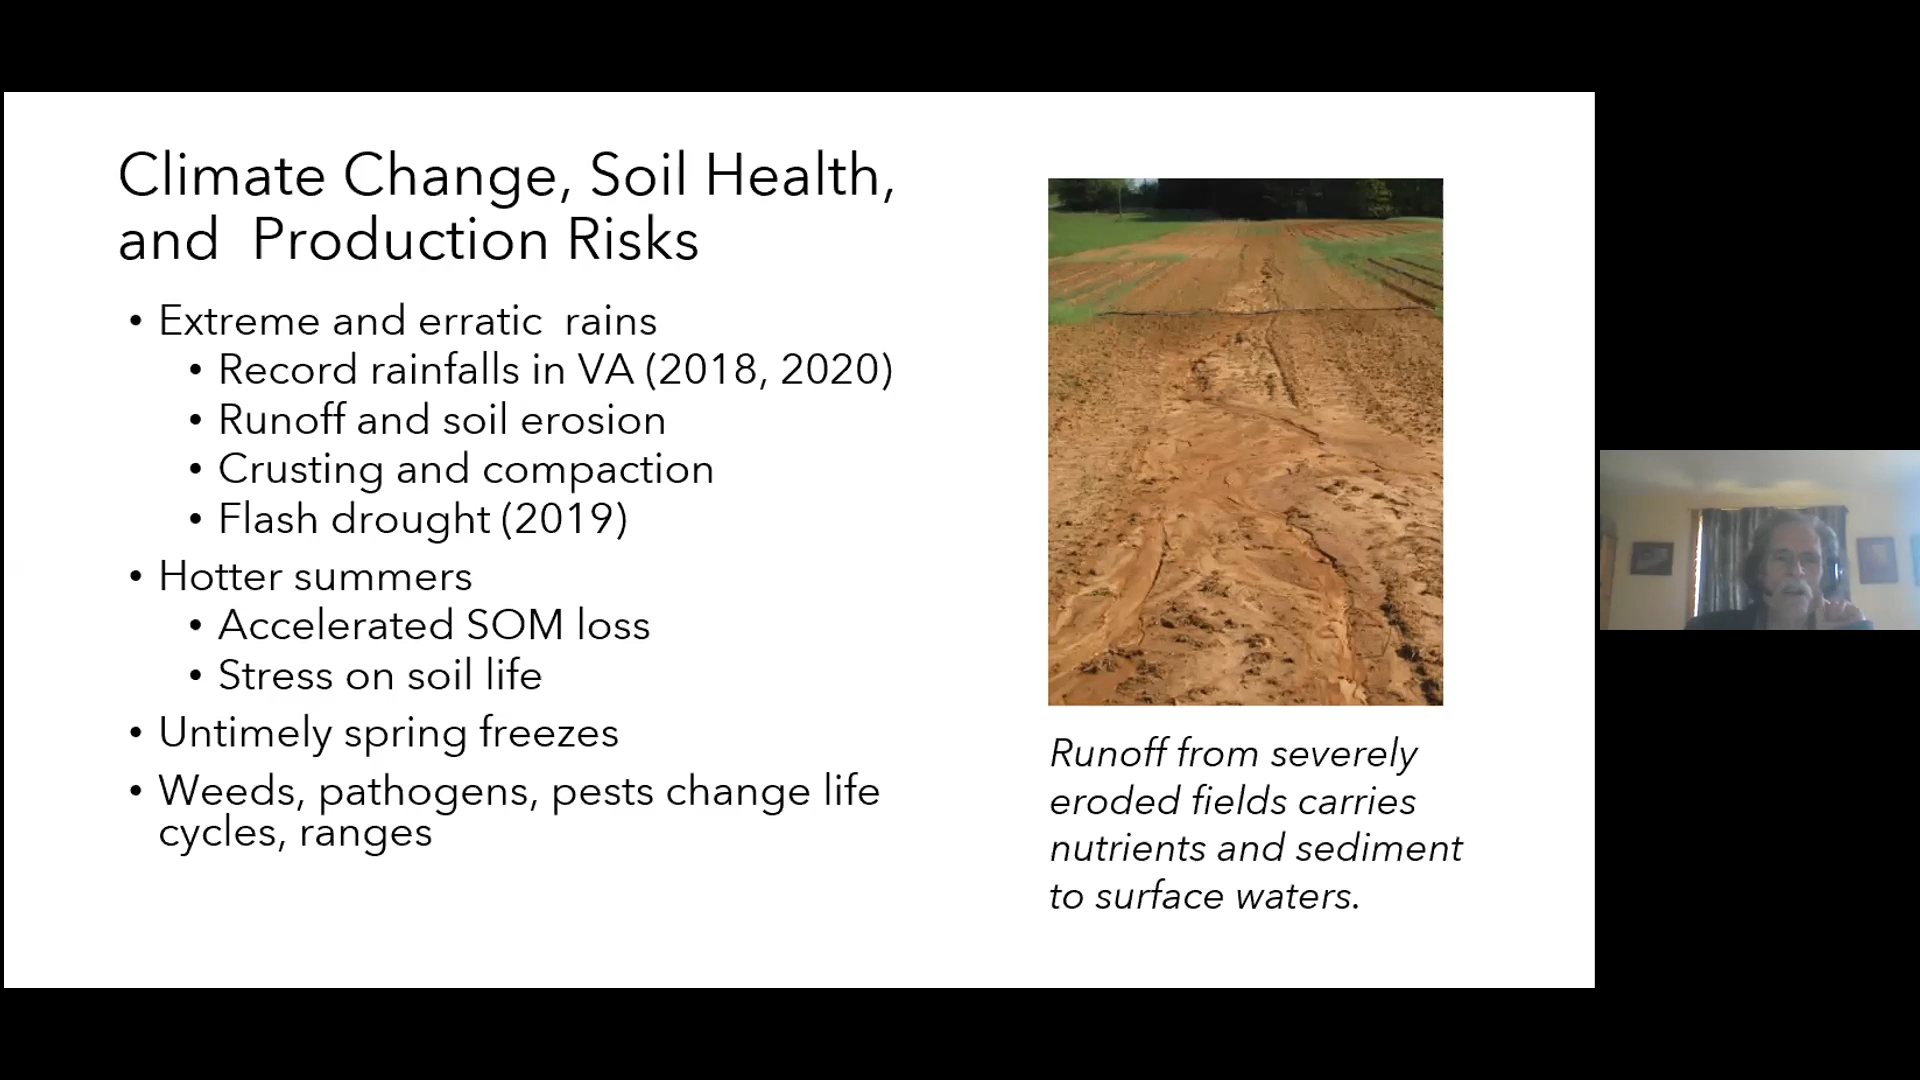 Climate Change, Soil Health,
and  Production Risks
• Extreme and erratic  rains
• Record rainfalls in VA (2018, 2020)
• Runoff and soil erosion
• Crusting and compaction
• Flash drought (2019)
• Hotter summers
• Accelerated SOM loss
• Stress on soil life
• Untimely spring freezes
• Weeds, pathogens, pests change life
cycles, ranges
Runoff from severely
eroded fields carries
nutrients and sediment
to surface waters.